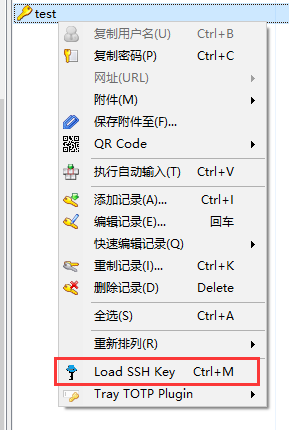 test
复制用户名(U) Ctrl+B
复制密码(P) Ctrl+C
网址(URL)
附件(M)
保存附件至(F)...
QR Code
执行自动输入(T) Ctrl+V
添加记录(A)... Ctrl+I
编辑记录(E)... 回车
快速编辑记录(Q)
重制记录(I)... Ctrl+K
删除记录(D) Delete
全选(S) Ctrl+A
重新排列(R)
Load SSH Key Ctrl+M
Tray TOTP Plugin